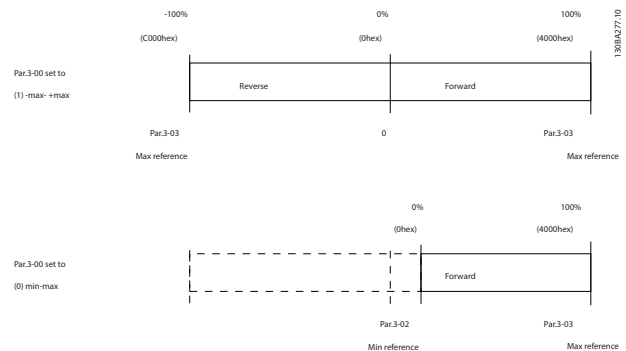 -100% 0% 100%
(C000hex) (0hex) (4000hex)
130BA277.10
Par.3-00 set to
(1) -max- +max
Reverse Forward
Par.3-03 0 Par.3-03
Max reference Max reference
0% 100%
(0hex) (4000hex)
Par.3-00 set to
(0) min-max
Forward
Par.3-02 Par.3-03
Min reference Max reference